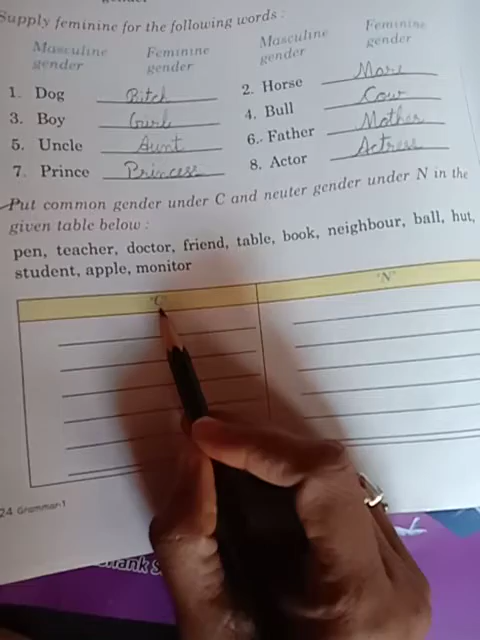 Supply feminine for the following words :
Masculine gender Feminine gender Masculine gender Feminine gender
1. Dog Bitch 2. Horse Mare
3. Boy Girl 4. Bull Cow
5. Uncle Aunt 6. Father Mother
7. Prince Princess 8. Actor Actress
Put common gender under C and neuter gender under N in the
given table below :
pen, teacher, doctor, friend, table, book, neighbour, ball, hut,
student, apple, monitor
'C' 'N'
24 Grammar-1